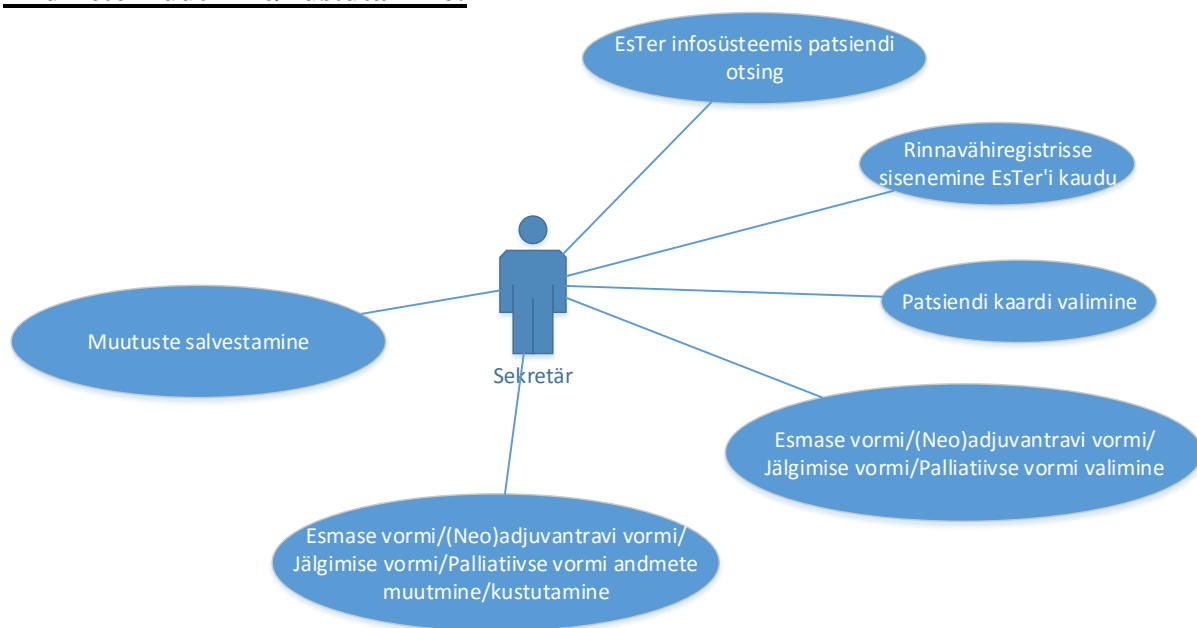 EsTer infosüsteemis patsiendi
otsing
Rinnavähiregistrisse
sisenemine EsTer'i kaudu
Patsiendi kaardi valimine
Muutuste salvestamine
Sekretär
Esmase vormi/(Neo)adjuvantravi vormi/
Jälgimise vormi/Palliatiivse vormi valimine
Esmase vormi/(Neo)adjuvantravi vormi/
Jälgimise vormi/Palliatiivse vormi andmete
muutmine/kustutamine